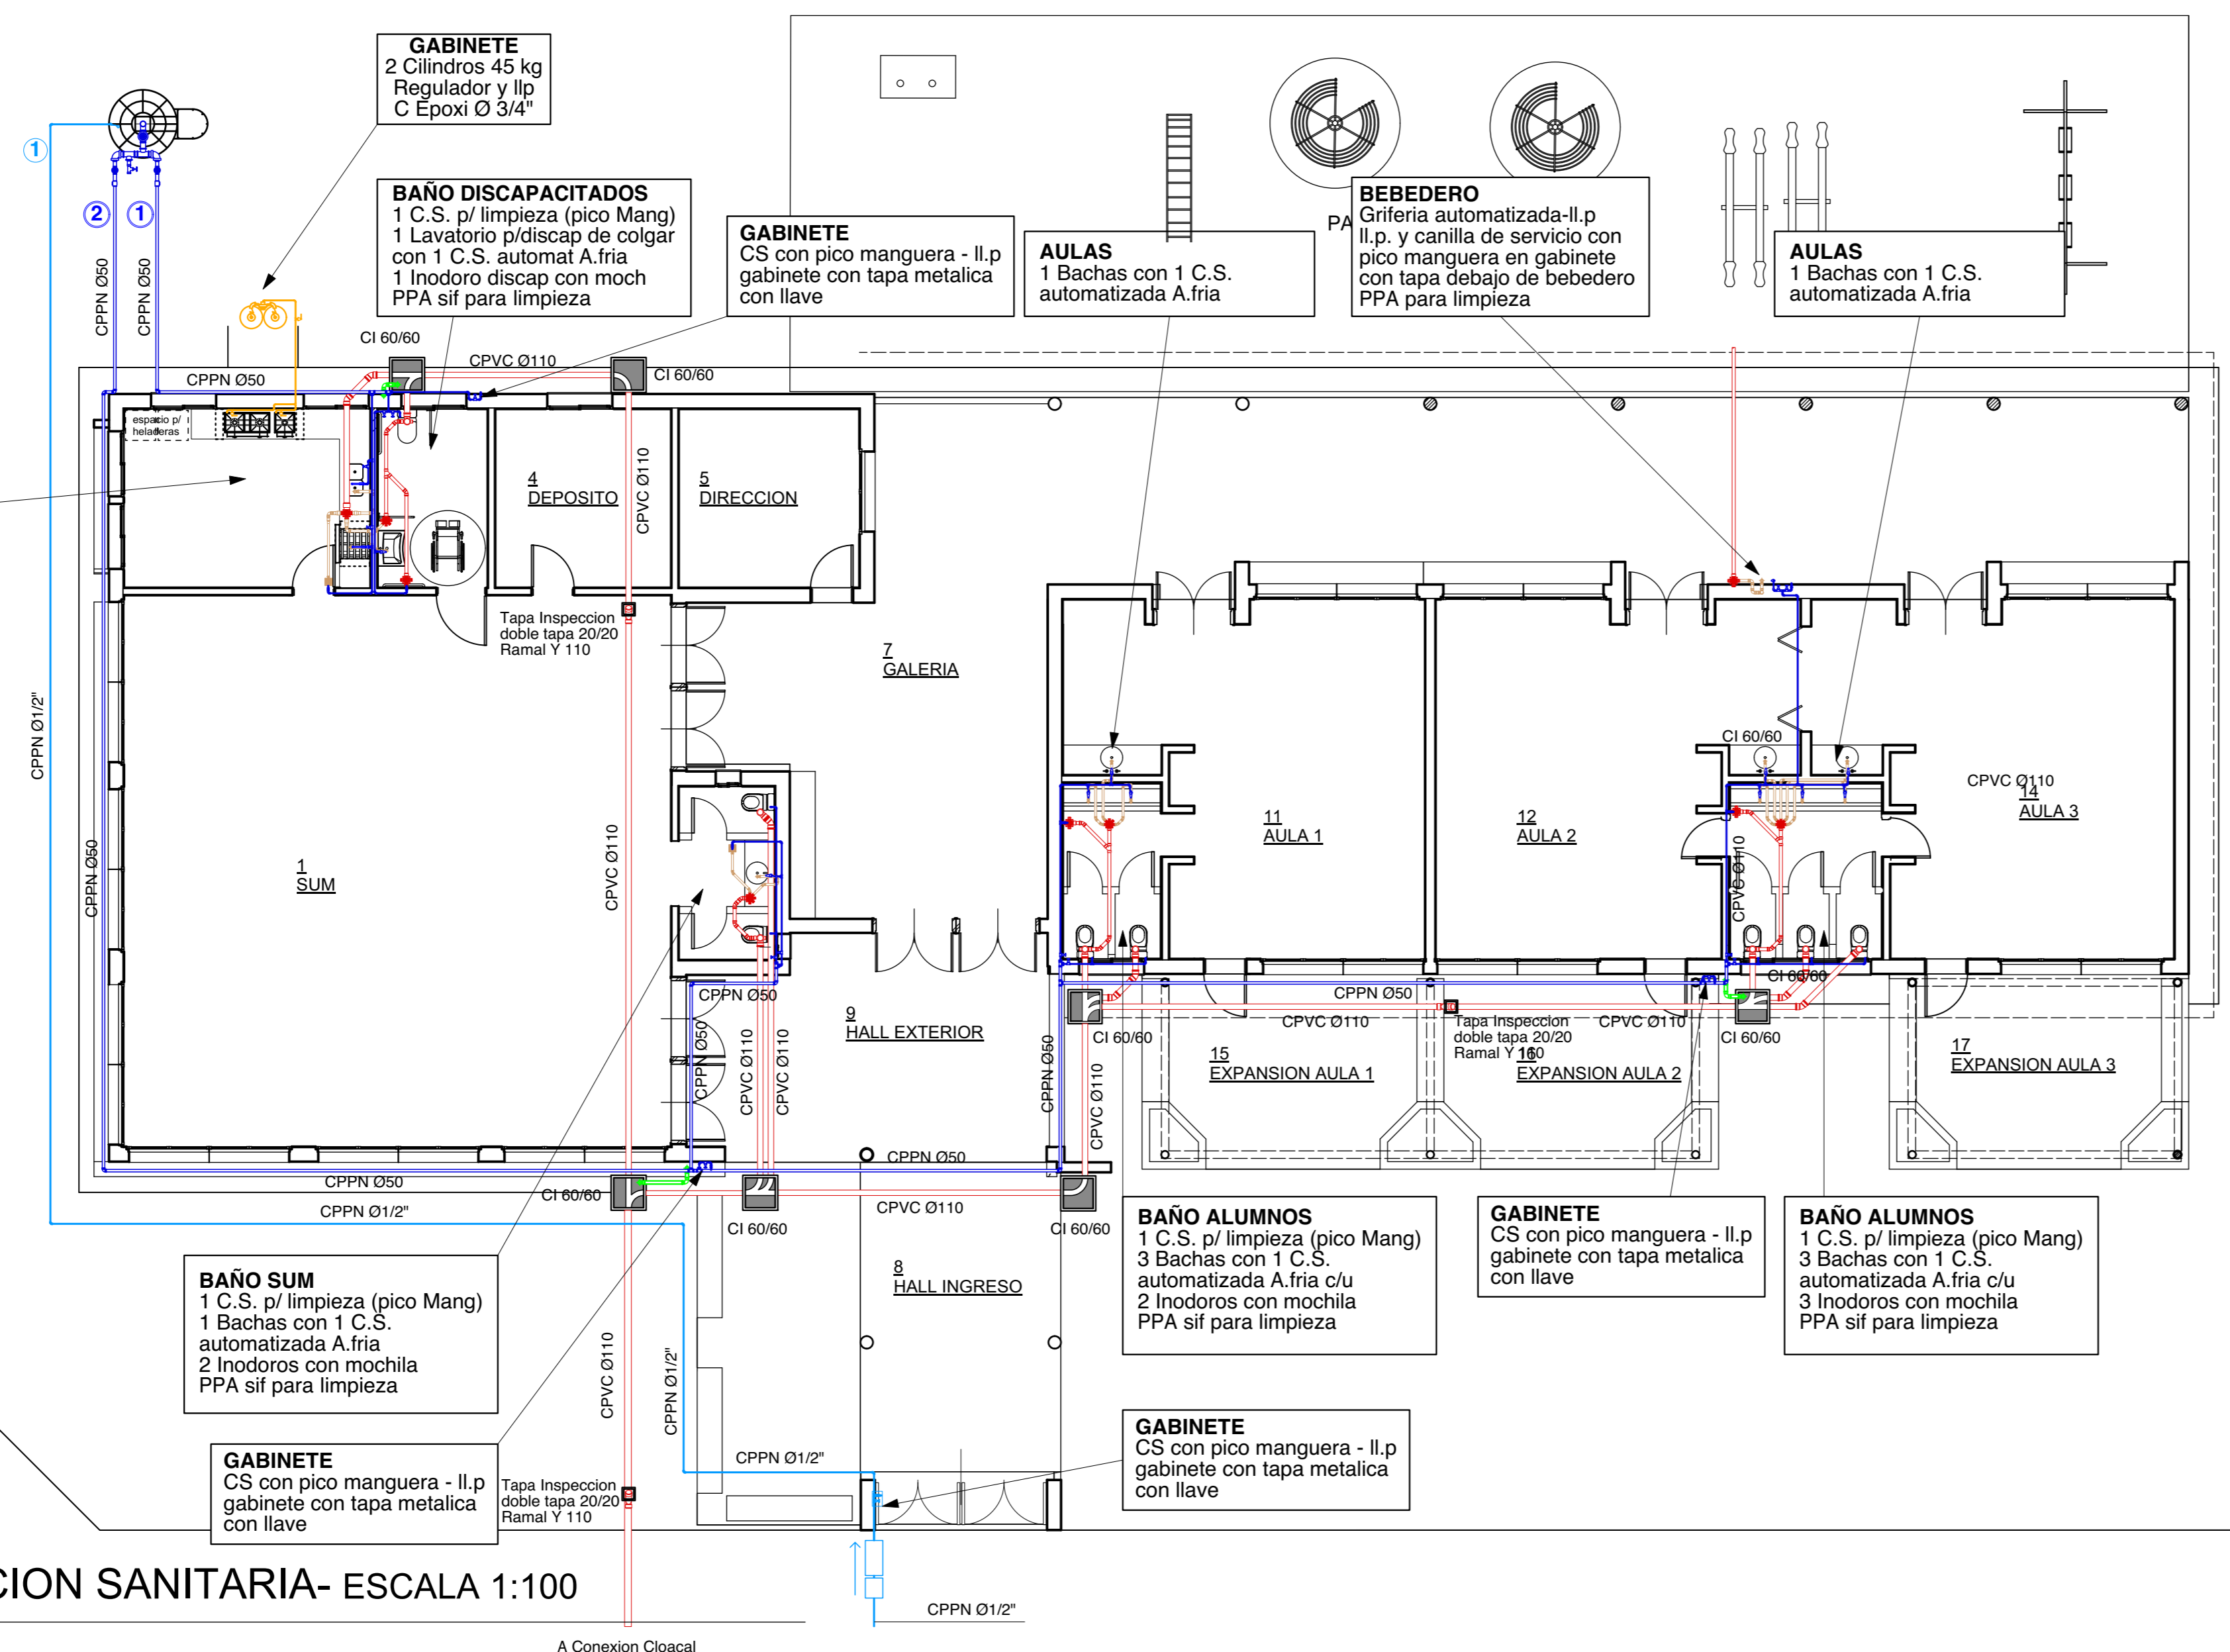 GABINETE
2 Cilindros 45 kg
Regulador y llp
C Epoxi Ø 3/4"
1
2
1
CPPN Ø50
CPPN Ø50
BAÑO DISCAPACITADOS
1 C.S. p/ limpieza (pico Mang)
1 Lavatorio p/discap de colgar
con 1 C.S. automat A.fria
1 Inodoro discap con moch
PPA sif para limpieza
GABINETE
CS con pico manguera - ll.p
gabinete con tapa metalica
con llave
AULAS
1 Bachas con 1 C.S.
automatizada A.fria
PA
BEBEDERO
Griferia automatizada-ll.p
ll.p. y canilla de servicio con
pico manguera en gabinete
con tapa debajo de bebedero
PPA para limpieza
AULAS
1 Bachas con 1 C.S.
automatizada A.fria
CI 60/60
CPVC Ø110
CI 60/60
CPPN Ø50
espacio p/
heladeras
4
DEPOSITO
CPVC Ø110
5
DIRECCION
Tapa Inspeccion
doble tapa 20/20
Ramal Y 110
7
GALERIA
CPPN Ø1/2"
CI 60/60
CPVC Ø110
14
AULA 3
11
AULA 1
12
AULA 2
CPVC Ø110
1
SUM
CPVC Ø110
CPPN Ø50
CI 60/60
CPPN Ø50
CPPN Ø50
9
HALL EXTERIOR
CPVC Ø110
CPVC Ø110
CI 60/60
CPPN Ø50
CPPN Ø50
CPVC Ø110
CPVC Ø110
CPVC Ø110
Tapa Inspeccion
doble tapa 20/20
Ramal Y 110
CI 60/60
15
EXPANSION AULA 1
16
EXPANSION AULA 2
17
EXPANSION AULA 3
CPPN Ø50
CPPN Ø50
CI 60/60
CPPN Ø1/2"
CI 60/60
CPVC Ø110
CI 60/60
8
HALL INGRESO
BAÑO SUM
1 C.S. p/ limpieza (pico Mang)
1 Bachas con 1 C.S.
automatizada A.fria
2 Inodoros con mochila
PPA sif para limpieza
BAÑO ALUMNOS
1 C.S. p/ limpieza (pico Mang)
3 Bachas con 1 C.S.
automatizada A.fria c/u
2 Inodoros con mochila
PPA sif para limpieza
GABINETE
CS con pico manguera - ll.p
gabinete con tapa metalica
con llave
BAÑO ALUMNOS
1 C.S. p/ limpieza (pico Mang)
3 Bachas con 1 C.S.
automatizada A.fria c/u
3 Inodoros con mochila
PPA sif para limpieza
CPVC Ø110
CPPN Ø1/2"
GABINETE
CS con pico manguera - ll.p
gabinete con tapa metalica
con llave
CPPN Ø1/2"
GABINETE
CS con pico manguera - ll.p
gabinete con tapa metalica
con llave
Tapa Inspeccion
doble tapa 20/20
Ramal Y 110
CION SANITARIA- ESCALA 1:100
CPPN Ø1/2"
A Conexion Cloacal